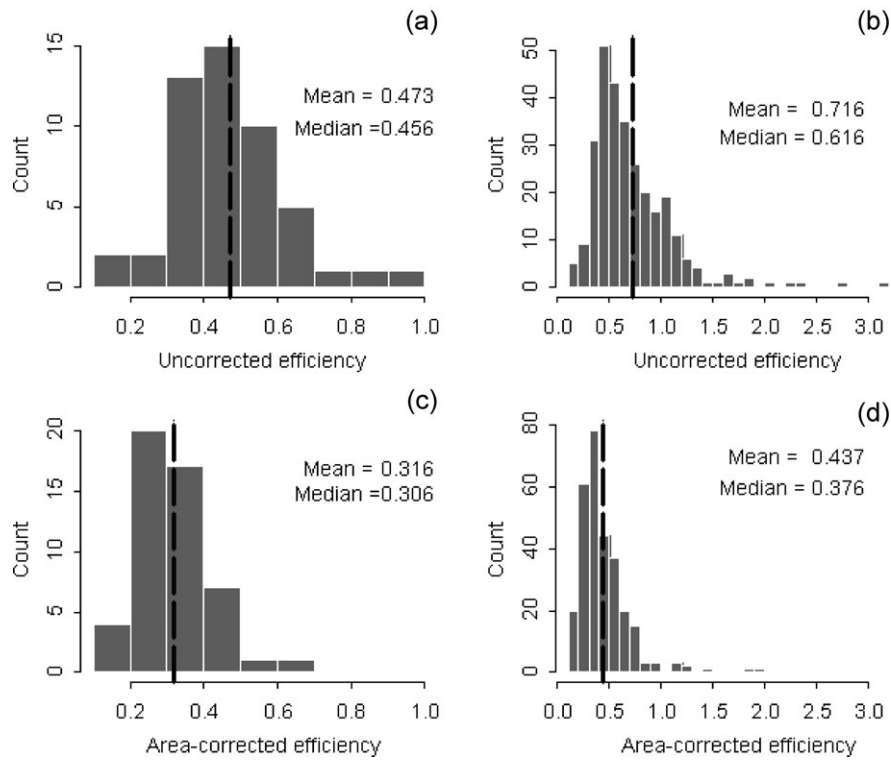 (a)
15
10
5
0
Count
Mean = 0.473
Median =0.456
0.2 0.4 0.6 0.8 1.0
Uncorrected efficiency
(b)
50
40
30
20
10
0
Count
Mean = 0.716
Median = 0.616
0.0 0.5 1.0 1.5 2.0 2.5 3.0
Uncorrected efficiency
(c)
20
15
10
5
0
Count
Mean = 0.316
Median =0.306
0.2 0.4 0.6 0.8 1.0
Area-corrected efficiency
(d)
80
60
40
20
0
Count
Mean = 0.437
Median = 0.376
0.0 0.5 1.0 1.5 2.0 2.5 3.0
Area-corrected efficiency